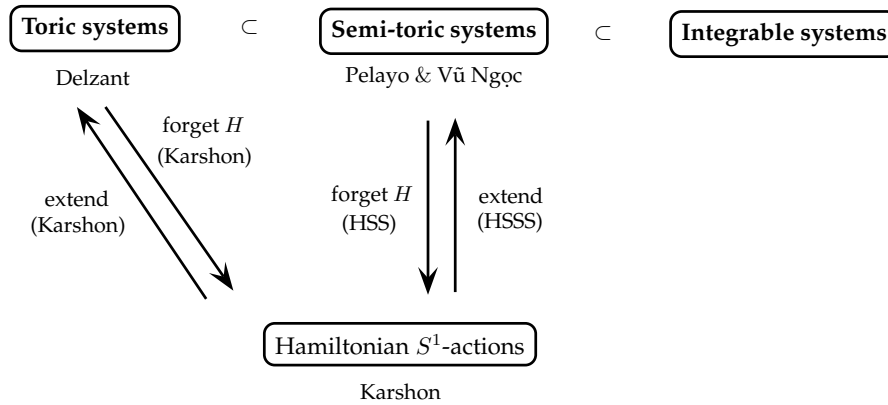 Toric systems ⊂ Semi-toric systems ⊂ Integrable systems
Delzant Pelayo & Vũ Ngọc
forget H
(Karshon)
extend
(Karshon)
forget H
(HSS)
extend
(HSSS)
Hamiltonian S¹-actions
Karshon